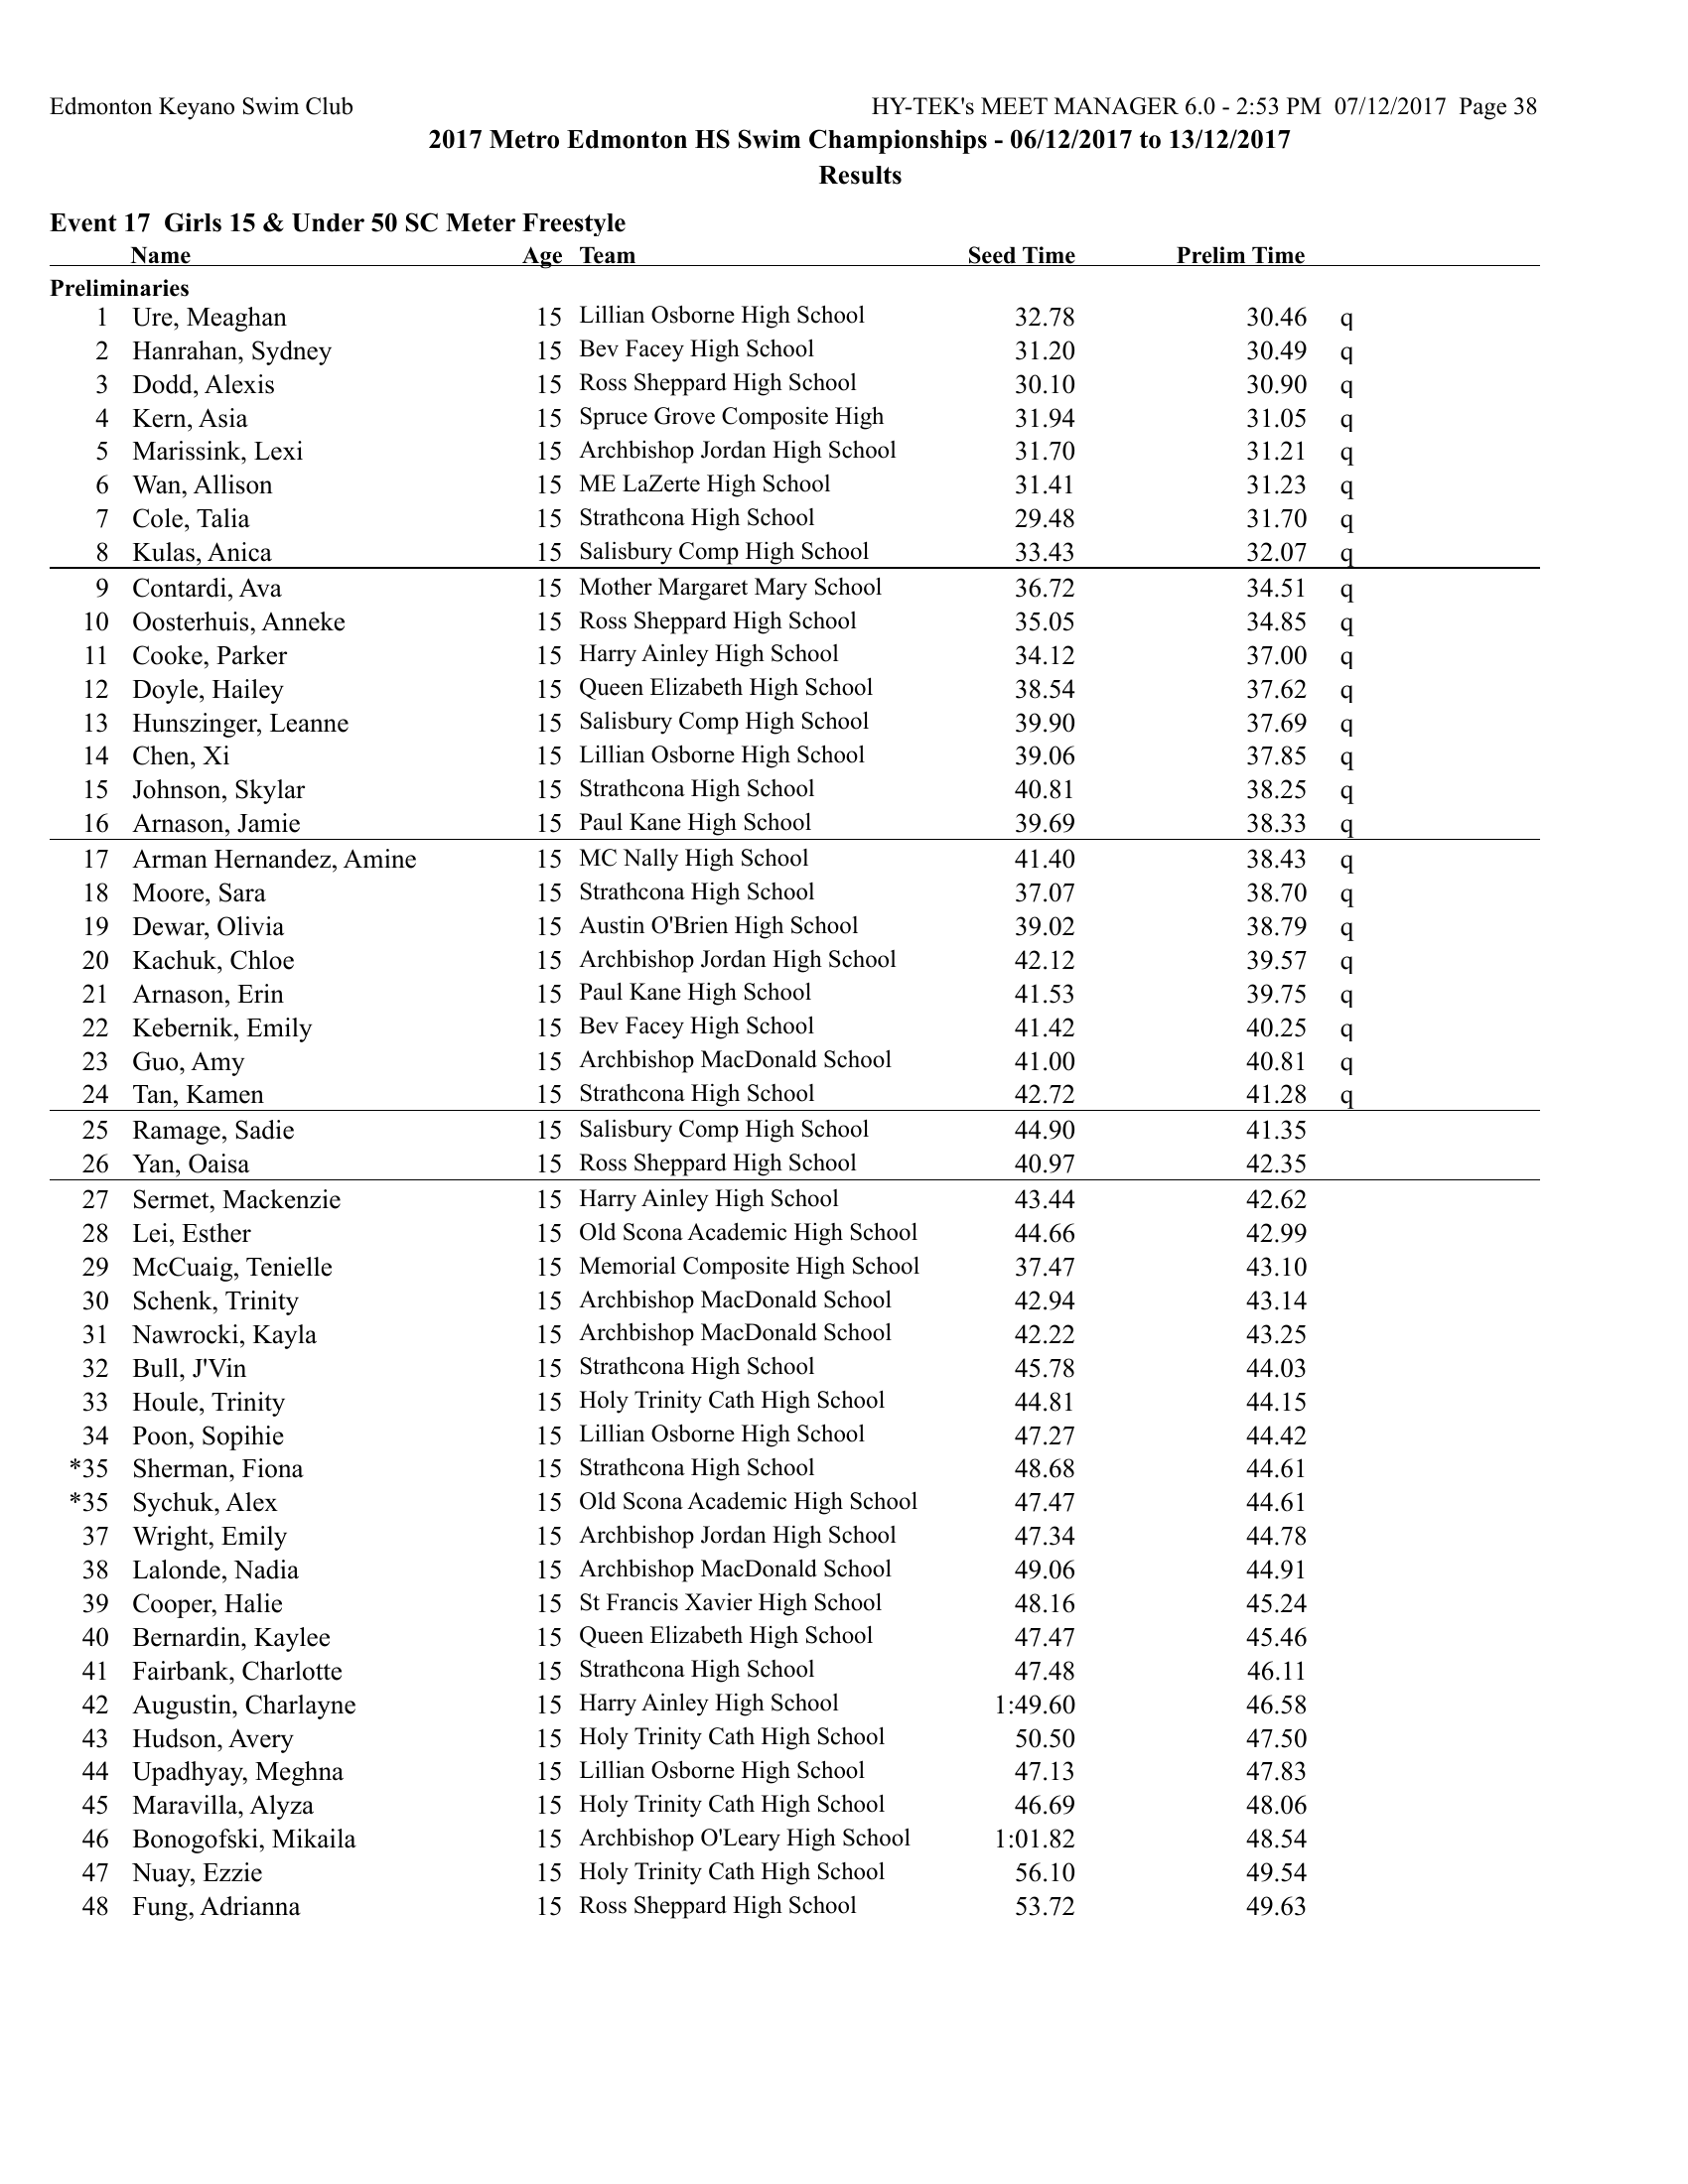 Edmonton Keyano Swim Club HY-TEK's MEET MANAGER 6.0 - 2:53 PM 07/12/2017 Page 38
2017 Metro Edmonton HS Swim Championships - 06/12/2017 to 13/12/2017
Results
Event 17 Girls 15 & Under 50 SC Meter Freestyle
Name Age Team Seed Time Prelim Time
Preliminaries
1 Ure, Meaghan 15 Lillian Osborne High School 32.78 30.46 q
2 Hanrahan, Sydney 15 Bev Facey High School 31.20 30.49 q
3 Dodd, Alexis 15 Ross Sheppard High School 30.10 30.90 q
4 Kern, Asia 15 Spruce Grove Composite High 31.94 31.05 q
5 Marissink, Lexi 15 Archbishop Jordan High School 31.70 31.21 q
6 Wan, Allison 15 ME LaZerte High School 31.41 31.23 q
7 Cole, Talia 15 Strathcona High School 29.48 31.70 q
8 Kulas, Anica 15 Salisbury Comp High School 33.43 32.07 q
9 Contardi, Ava 15 Mother Margaret Mary School 36.72 34.51 q
10 Oosterhuis, Anneke 15 Ross Sheppard High School 35.05 34.85 q
11 Cooke, Parker 15 Harry Ainley High School 34.12 37.00 q
12 Doyle, Hailey 15 Queen Elizabeth High School 38.54 37.62 q
13 Hunszinger, Leanne 15 Salisbury Comp High School 39.90 37.69 q
14 Chen, Xi 15 Lillian Osborne High School 39.06 37.85 q
15 Johnson, Skylar 15 Strathcona High School 40.81 38.25 q
16 Arnason, Jamie 15 Paul Kane High School 39.69 38.33 q
17 Arman Hernandez, Amine 15 MC Nally High School 41.40 38.43 q
18 Moore, Sara 15 Strathcona High School 37.07 38.70 q
19 Dewar, Olivia 15 Austin O'Brien High School 39.02 38.79 q
20 Kachuk, Chloe 15 Archbishop Jordan High School 42.12 39.57 q
21 Arnason, Erin 15 Paul Kane High School 41.53 39.75 q
22 Kebernik, Emily 15 Bev Facey High School 41.42 40.25 q
23 Guo, Amy 15 Archbishop MacDonald School 41.00 40.81 q
24 Tan, Kamen 15 Strathcona High School 42.72 41.28 q
25 Ramage, Sadie 15 Salisbury Comp High School 44.90 41.35
26 Yan, Oaisa 15 Ross Sheppard High School 40.97 42.35
27 Sermet, Mackenzie 15 Harry Ainley High School 43.44 42.62
28 Lei, Esther 15 Old Scona Academic High School 44.66 42.99
29 McCuaig, Tenielle 15 Memorial Composite High School 37.47 43.10
30 Schenk, Trinity 15 Archbishop MacDonald School 42.94 43.14
31 Nawrocki, Kayla 15 Archbishop MacDonald School 42.22 43.25
32 Bull, J'Vin 15 Strathcona High School 45.78 44.03
33 Houle, Trinity 15 Holy Trinity Cath High School 44.81 44.15
34 Poon, Sopihie 15 Lillian Osborne High School 47.27 44.42
*35 Sherman, Fiona 15 Strathcona High School 48.68 44.61
*35 Sychuk, Alex 15 Old Scona Academic High School 47.47 44.61
37 Wright, Emily 15 Archbishop Jordan High School 47.34 44.78
38 Lalonde, Nadia 15 Archbishop MacDonald School 49.06 44.91
39 Cooper, Halie 15 St Francis Xavier High School 48.16 45.24
40 Bernardin, Kaylee 15 Queen Elizabeth High School 47.47 45.46
41 Fairbank, Charlotte 15 Strathcona High School 47.48 46.11
42 Augustin, Charlayne 15 Harry Ainley High School 1:49.60 46.58
43 Hudson, Avery 15 Holy Trinity Cath High School 50.50 47.50
44 Upadhyay, Meghna 15 Lillian Osborne High School 47.13 47.83
45 Maravilla, Alyza 15 Holy Trinity Cath High School 46.69 48.06
46 Bonogofski, Mikaila 15 Archbishop O'Leary High School 1:01.82 48.54
47 Nuay, Ezzie 15 Holy Trinity Cath High School 56.10 49.54
48 Fung, Adrianna 15 Ross Sheppard High School 53.72 49.63